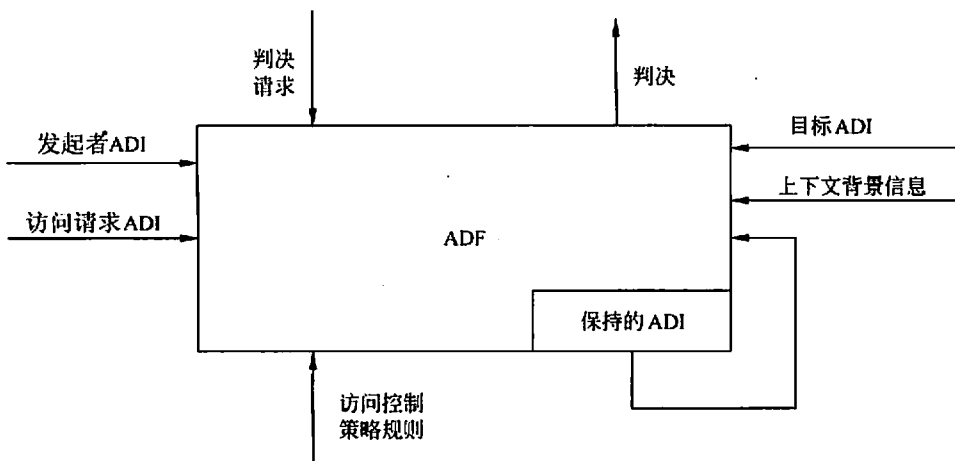 判决
请求
判决
发起者ADI
目标ADI
上下文背景信息
访问请求ADI
ADF
保持的ADI
访问控制
策略规则